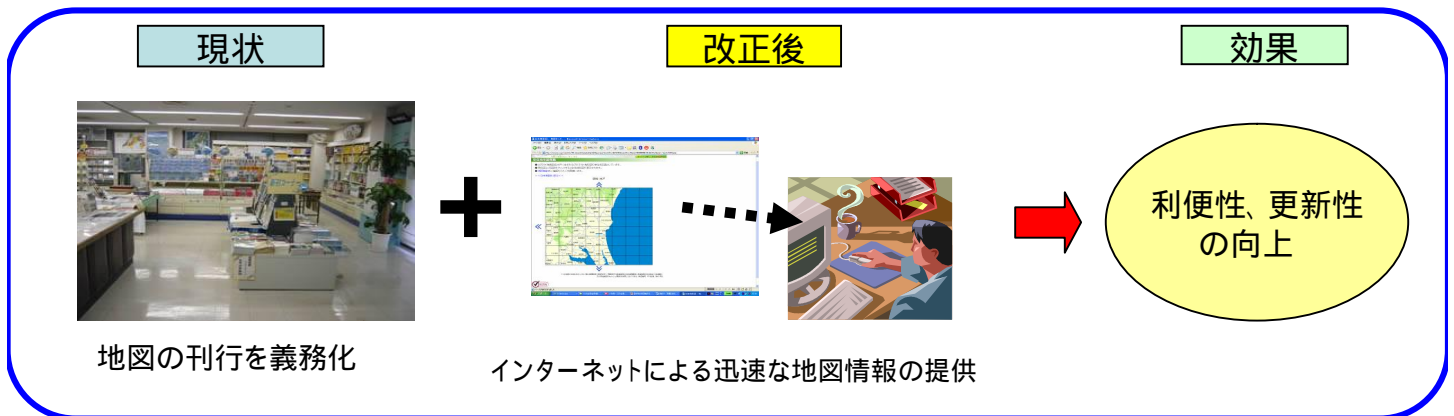 現状
改正後
効果
利便性、更新性
の向上
地図の刊行を義務化
インターネットによる迅速な地図情報の提供